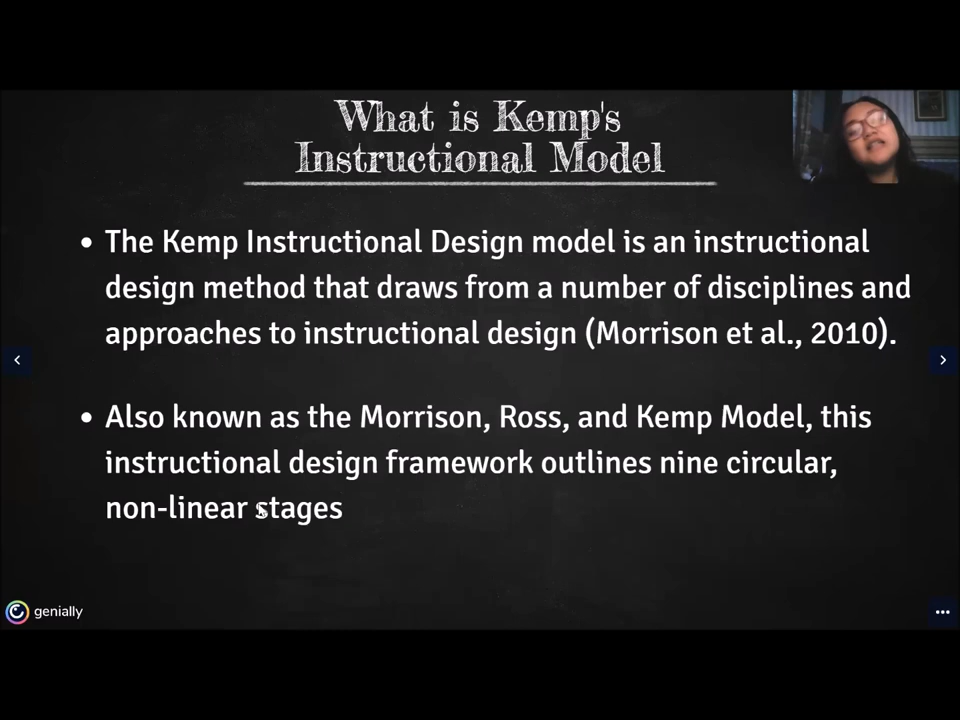 What is Kemp's
Instructional Model
• The Kemp Instructional Design model is an instructional
design method that draws from a number of disciplines and
approaches to instructional design (Morrison et al., 2010).
• Also known as the Morrison, Ross, and Kemp Model, this
instructional design framework outlines nine circular,
non-linear stages
genially